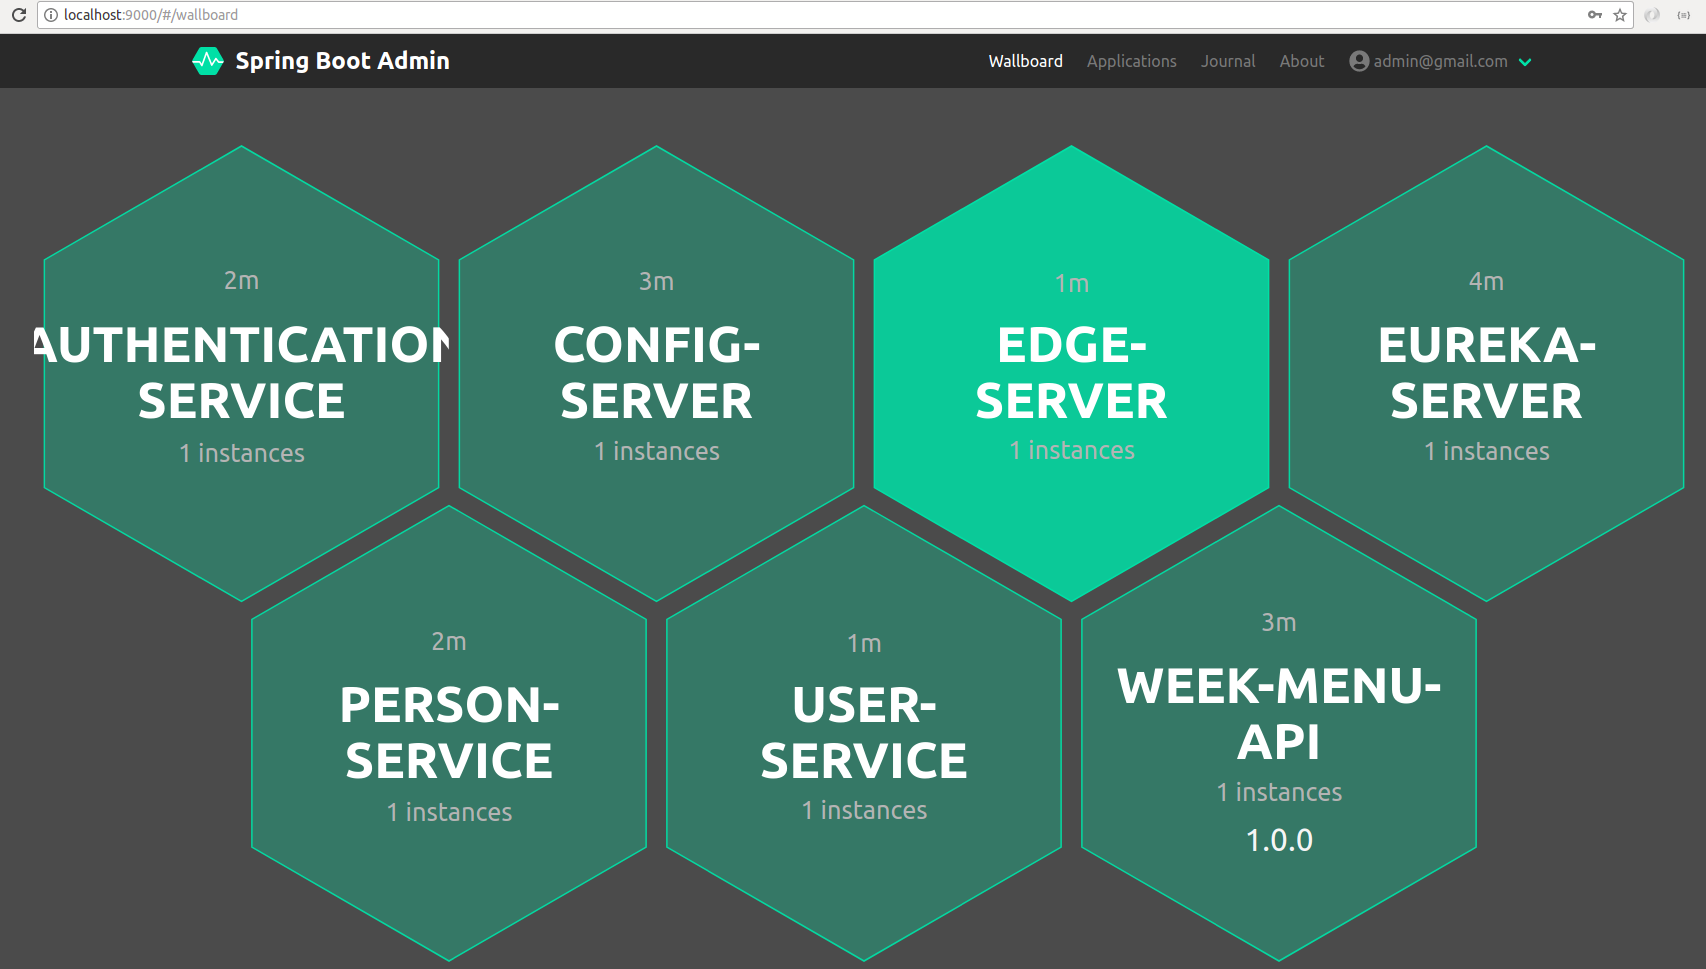 localhost:9000/#/wallboard
Spring Boot Admin
Wallboard Applications Journal About admin@gmail.com
2m
AUTHENTICATION
SERVICE
1 instances
3m
CONFIG-
SERVER
1 instances
1m
EDGE-
SERVER
1 instances
4m
EUREKA-
SERVER
1 instances
2m
PERSON-
SERVICE
1 instances
1m
USER-
SERVICE
1 instances
3m
WEEK-MENU-
API
1 instances
1.0.0